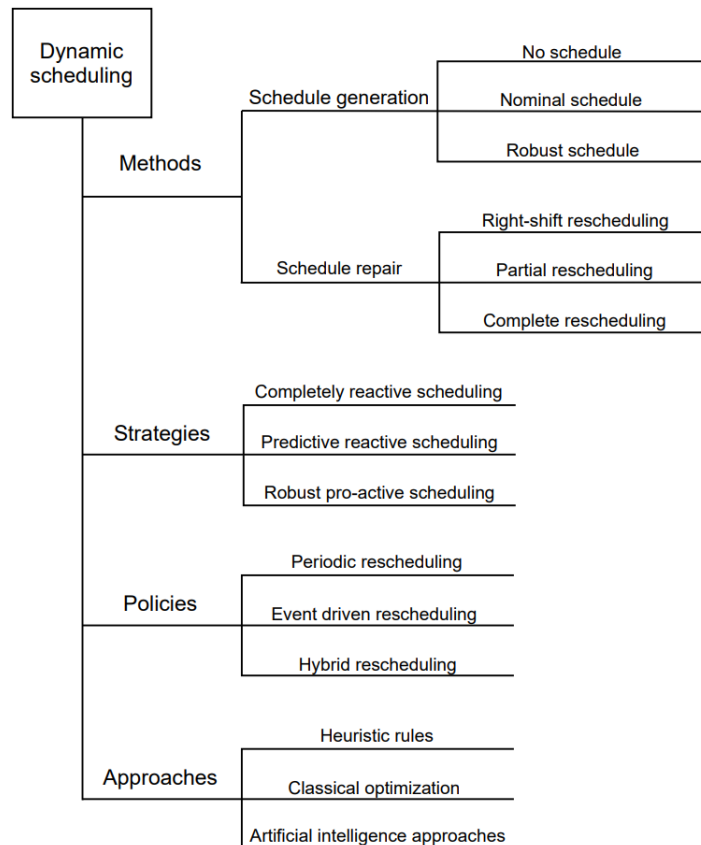 Dynamic
scheduling
Methods
Schedule generation
No schedule
Nominal schedule
Robust schedule
Schedule repair
Right-shift rescheduling
Partial rescheduling
Complete rescheduling
Strategies
Completely reactive scheduling
Predictive reactive scheduling
Robust pro-active scheduling
Policies
Periodic rescheduling
Event driven rescheduling
Hybrid rescheduling
Approaches
Heuristic rules
Classical optimization
Artificial intelligence approaches